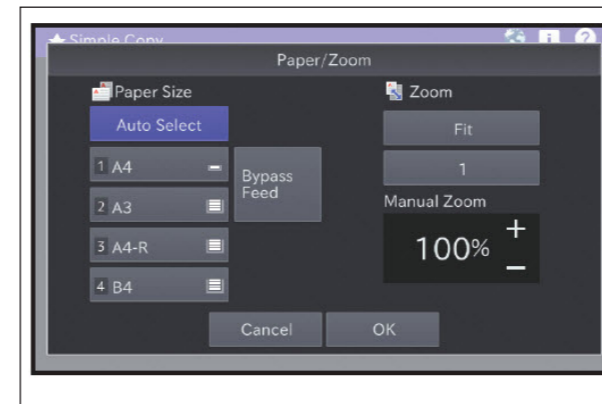 Simple Copy
Paper/Zoom
Paper Size
Auto Select
1 A4
2 A3
3 A4-R
4 B4
Bypass
Feed
Zoom
Fit
1
Manual Zoom
100%
+
−
Cancel
OK